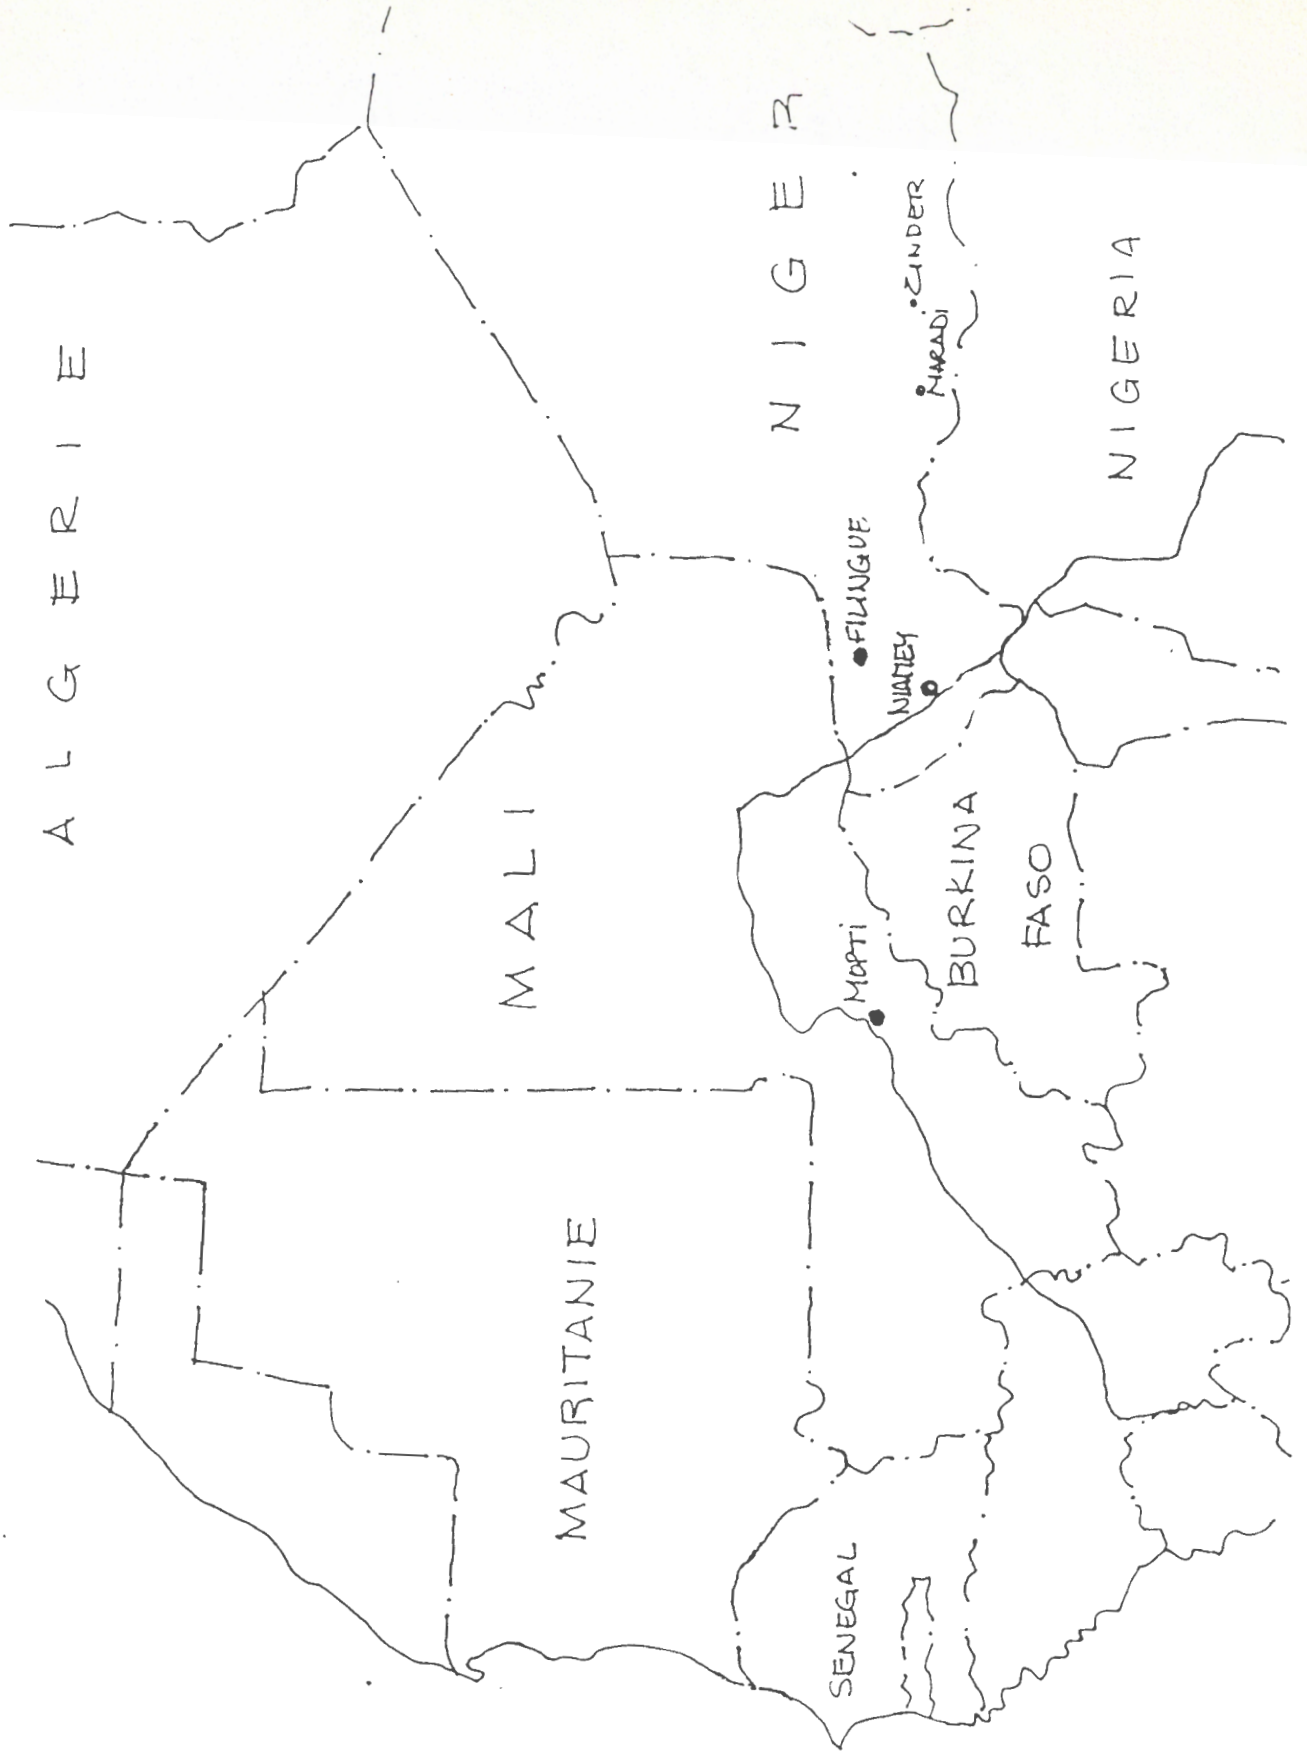 ALGERIE
MALI
NIGER
MAURITANIE
FILINGUE
NIAMEY
MARADI
ZINDER
MOPTI
BURKINA
FASO
NIGERIA
SENEGAL